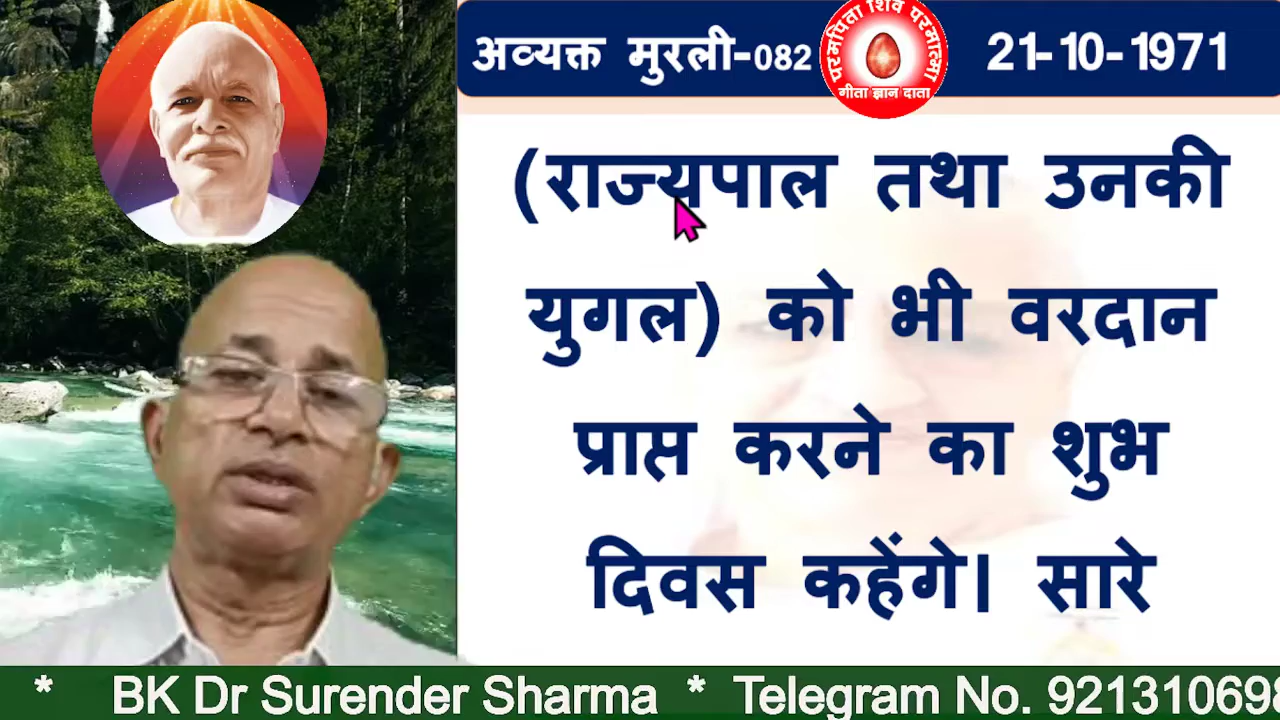 अव्यक्त मुरली-082
परमपिता शिव परमात्मा
गीता ज्ञान दाता
21-10-1971
(राज्यपाल तथा उनकी
युगल) को भी वरदान
प्राप्त करने का शुभ
दिवस कहेंगे। सारे
* BK Dr Surender Sharma * Telegram No. 921310698